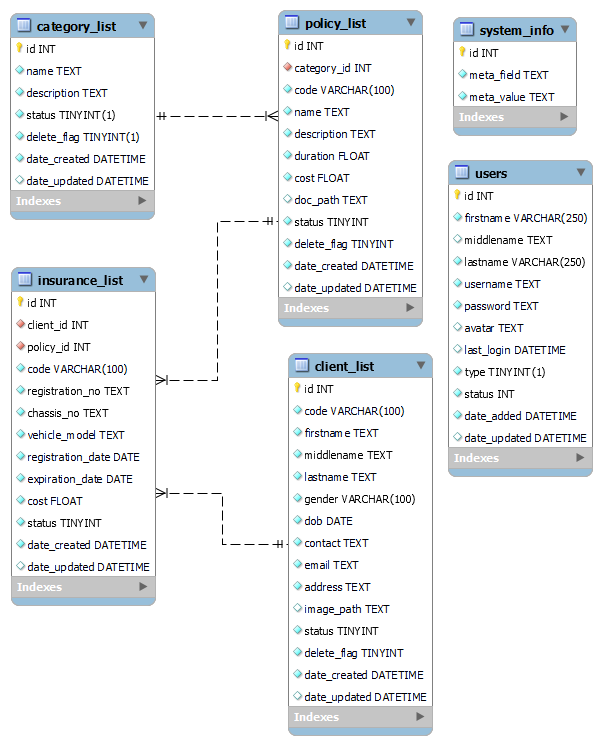 category_list
id INT
name TEXT
description TEXT
status TINYINT(1)
delete_flag TINYINT(1)
date_created DATETIME
date_updated DATETIME
Indexes
policy_list
id INT
category_id INT
code VARCHAR(100)
name TEXT
description TEXT
duration FLOAT
cost FLOAT
doc_path TEXT
status TINYINT
delete_flag TINYINT
date_created DATETIME
date_updated DATETIME
Indexes
system_info
id INT
meta_field TEXT
meta_value TEXT
Indexes
users
id INT
firstname VARCHAR(250)
middlename TEXT
lastname VARCHAR(250)
username TEXT
password TEXT
avatar TEXT
last_login DATETIME
type TINYINT(1)
status INT
date_added DATETIME
date_updated DATETIME
Indexes
insurance_list
id INT
client_id INT
policy_id INT
code VARCHAR(100)
registration_no TEXT
chassis_no TEXT
vehicle_model TEXT
registration_date DATE
expiration_date DATE
cost FLOAT
status TINYINT
date_created DATETIME
date_updated DATETIME
Indexes
client_list
id INT
code VARCHAR(100)
firstname TEXT
middlename TEXT
lastname TEXT
gender VARCHAR(100)
dob DATE
contact TEXT
email TEXT
address TEXT
image_path TEXT
status TINYINT
delete_flag TINYINT
date_created DATETIME
date_updated DATETIME
Indexes